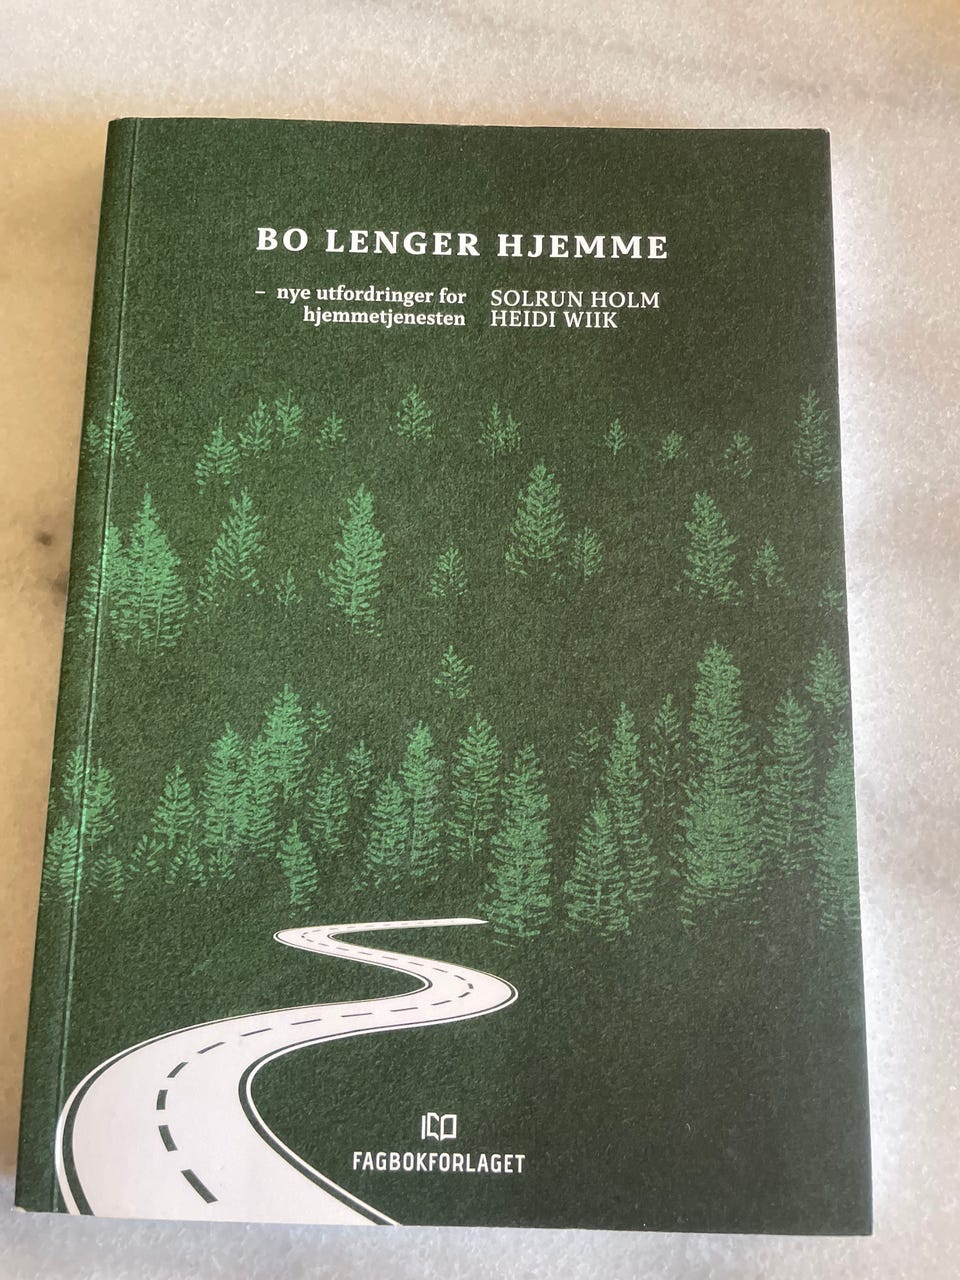 BO LENGER HJEMME
– nye utfordringer for
hjemmetjenesten
SOLRUN HOLM
HEIDI WIIK
FAGBOKFORLAGET